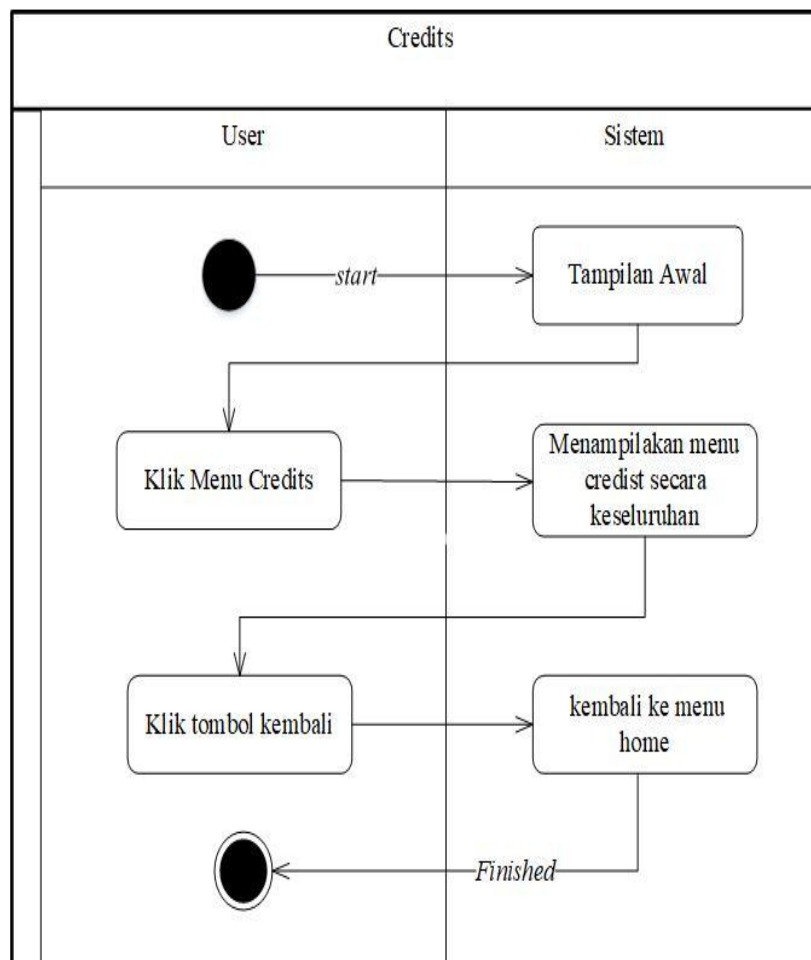 Credits
User
Sistem
start
Tampilan Awal
Klik Menu Credits
Menampilakan menu
credist secara
keseluruhan
Klik tombol kembali
kembali ke menu
home
Finished